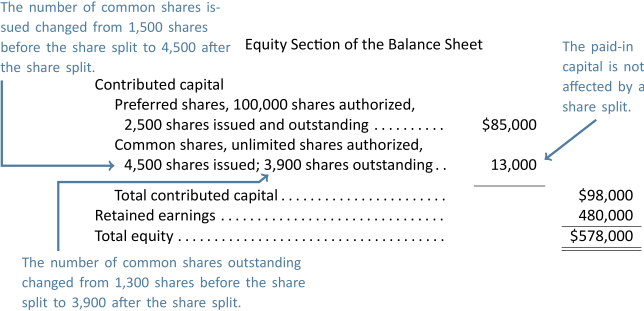 The number of common shares is-
sued changed from 1,500 shares
before the share split to 4,500 after
the share split.
Equity Section of the Balance Sheet
The paid-in
capital is not
affected by a
share split.
Contributed capital
Preferred shares, 100,000 shares authorized,
2,500 shares issued and outstanding .......... $85,000
Common shares, unlimited shares authorized,
4,500 shares issued; 3,900 shares outstanding.. 13,000
Total contributed capital........................ $98,000
Retained earnings ................................. 480,000
Total equity ....................................... $578,000
The number of common shares outstanding
changed from 1,300 shares before the share
split to 3,900 after the share split.